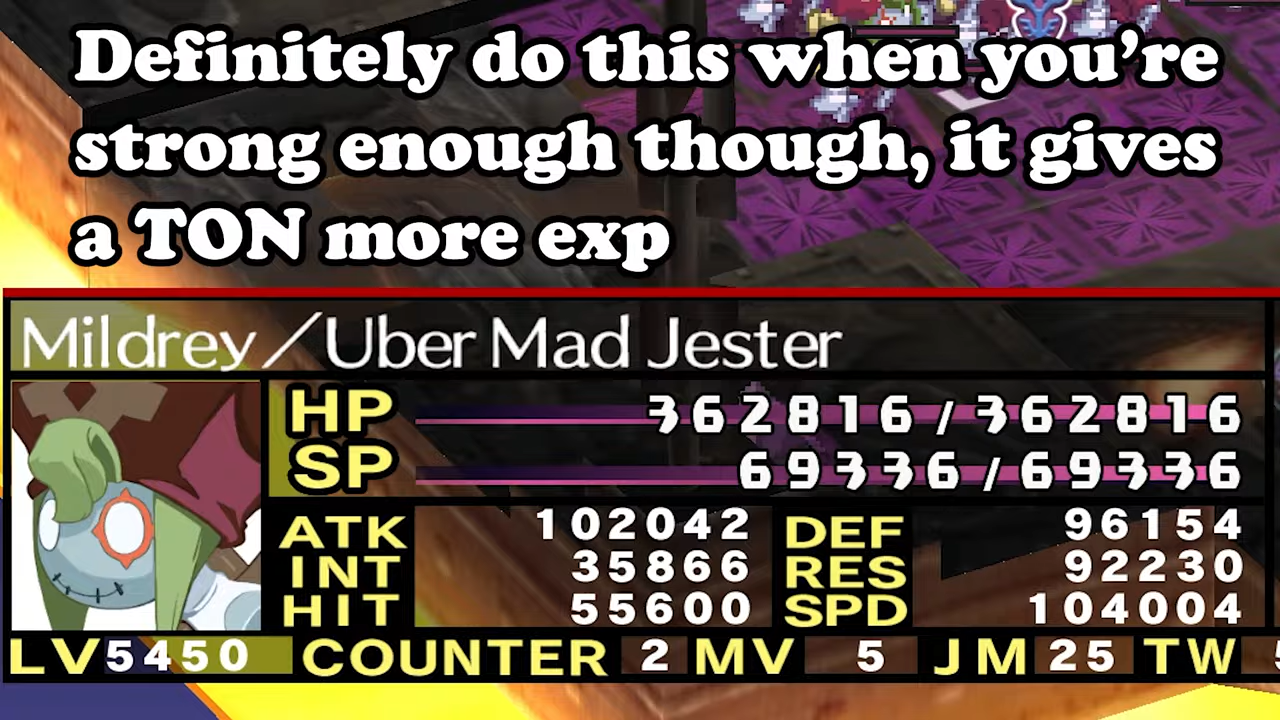 Definitely do this when you're
strong enough though, it gives
a TON more exp
Mildrey／Uber Mad Jester
HP 362816/362816
SP 69336/69336
ATK 102042 DEF 96154
INT 35866 RES 92230
HIT 55600 SPD 104004
LV5450 COUNTER 2 MV 5 JM 25 TW